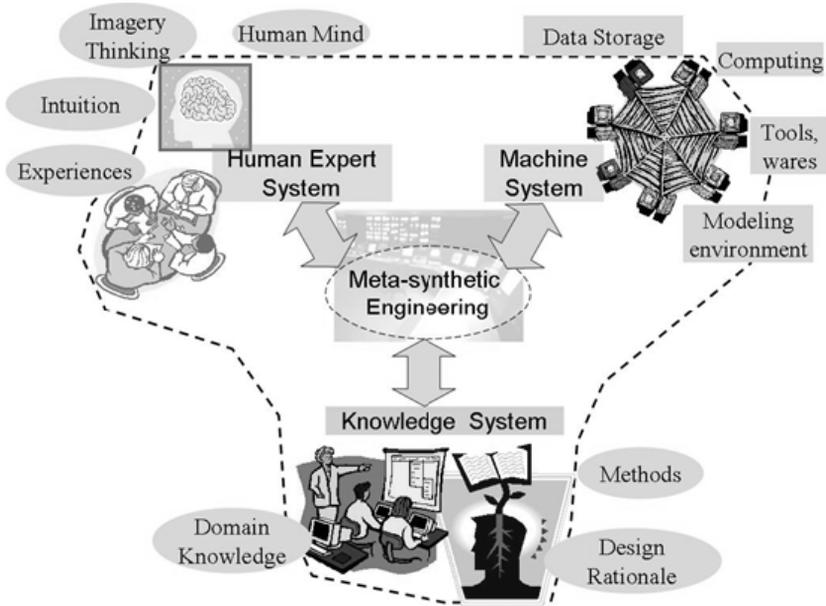 Imagery
Thinking
Human Mind
Data Storage
Computing
Intuition
Tools,
wares
Experiences
Human Expert
System
Machine
System
Modeling
environment
Meta-synthetic
Engineering
Knowledge System
Methods
Domain
Knowledge
Design
Rationale